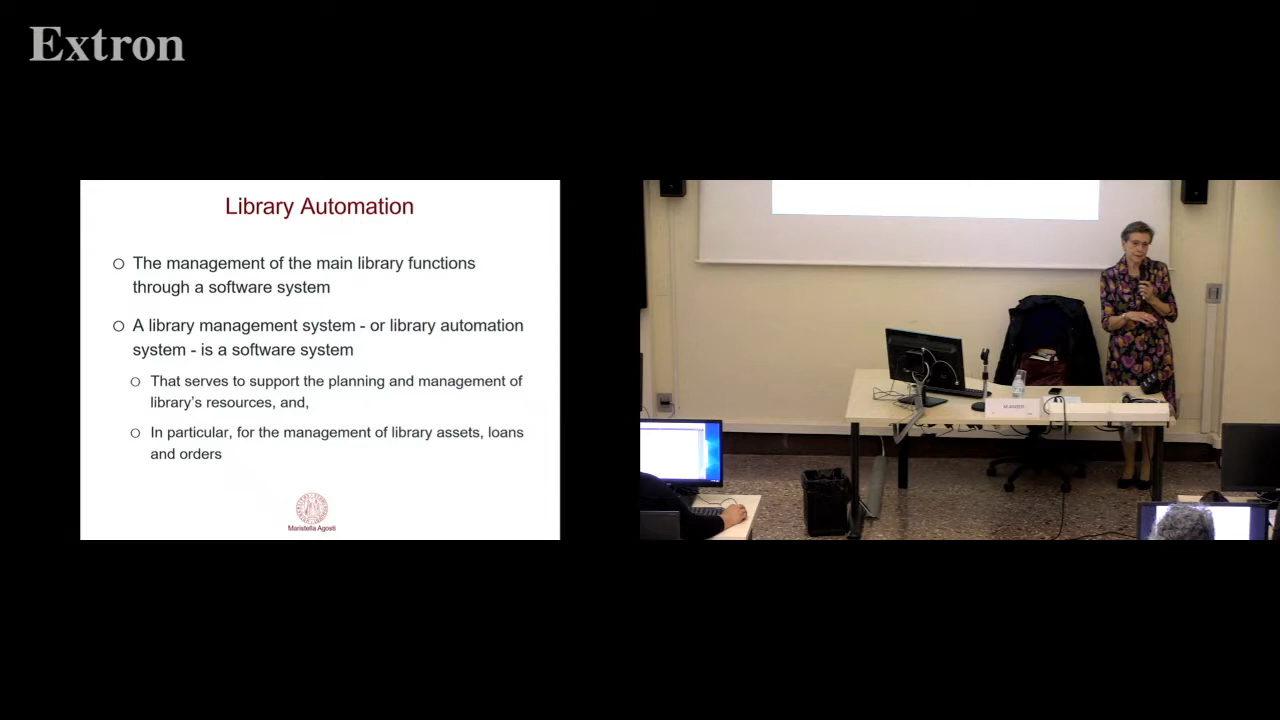 Extron
Library Automation
The management of the main library functions
through a software system
A library management system - or library automation
system - is a software system
That serves to support the planning and management of
library's resources, and,
In particular, for the management of library assets, loans
and orders
Maristella Agosti